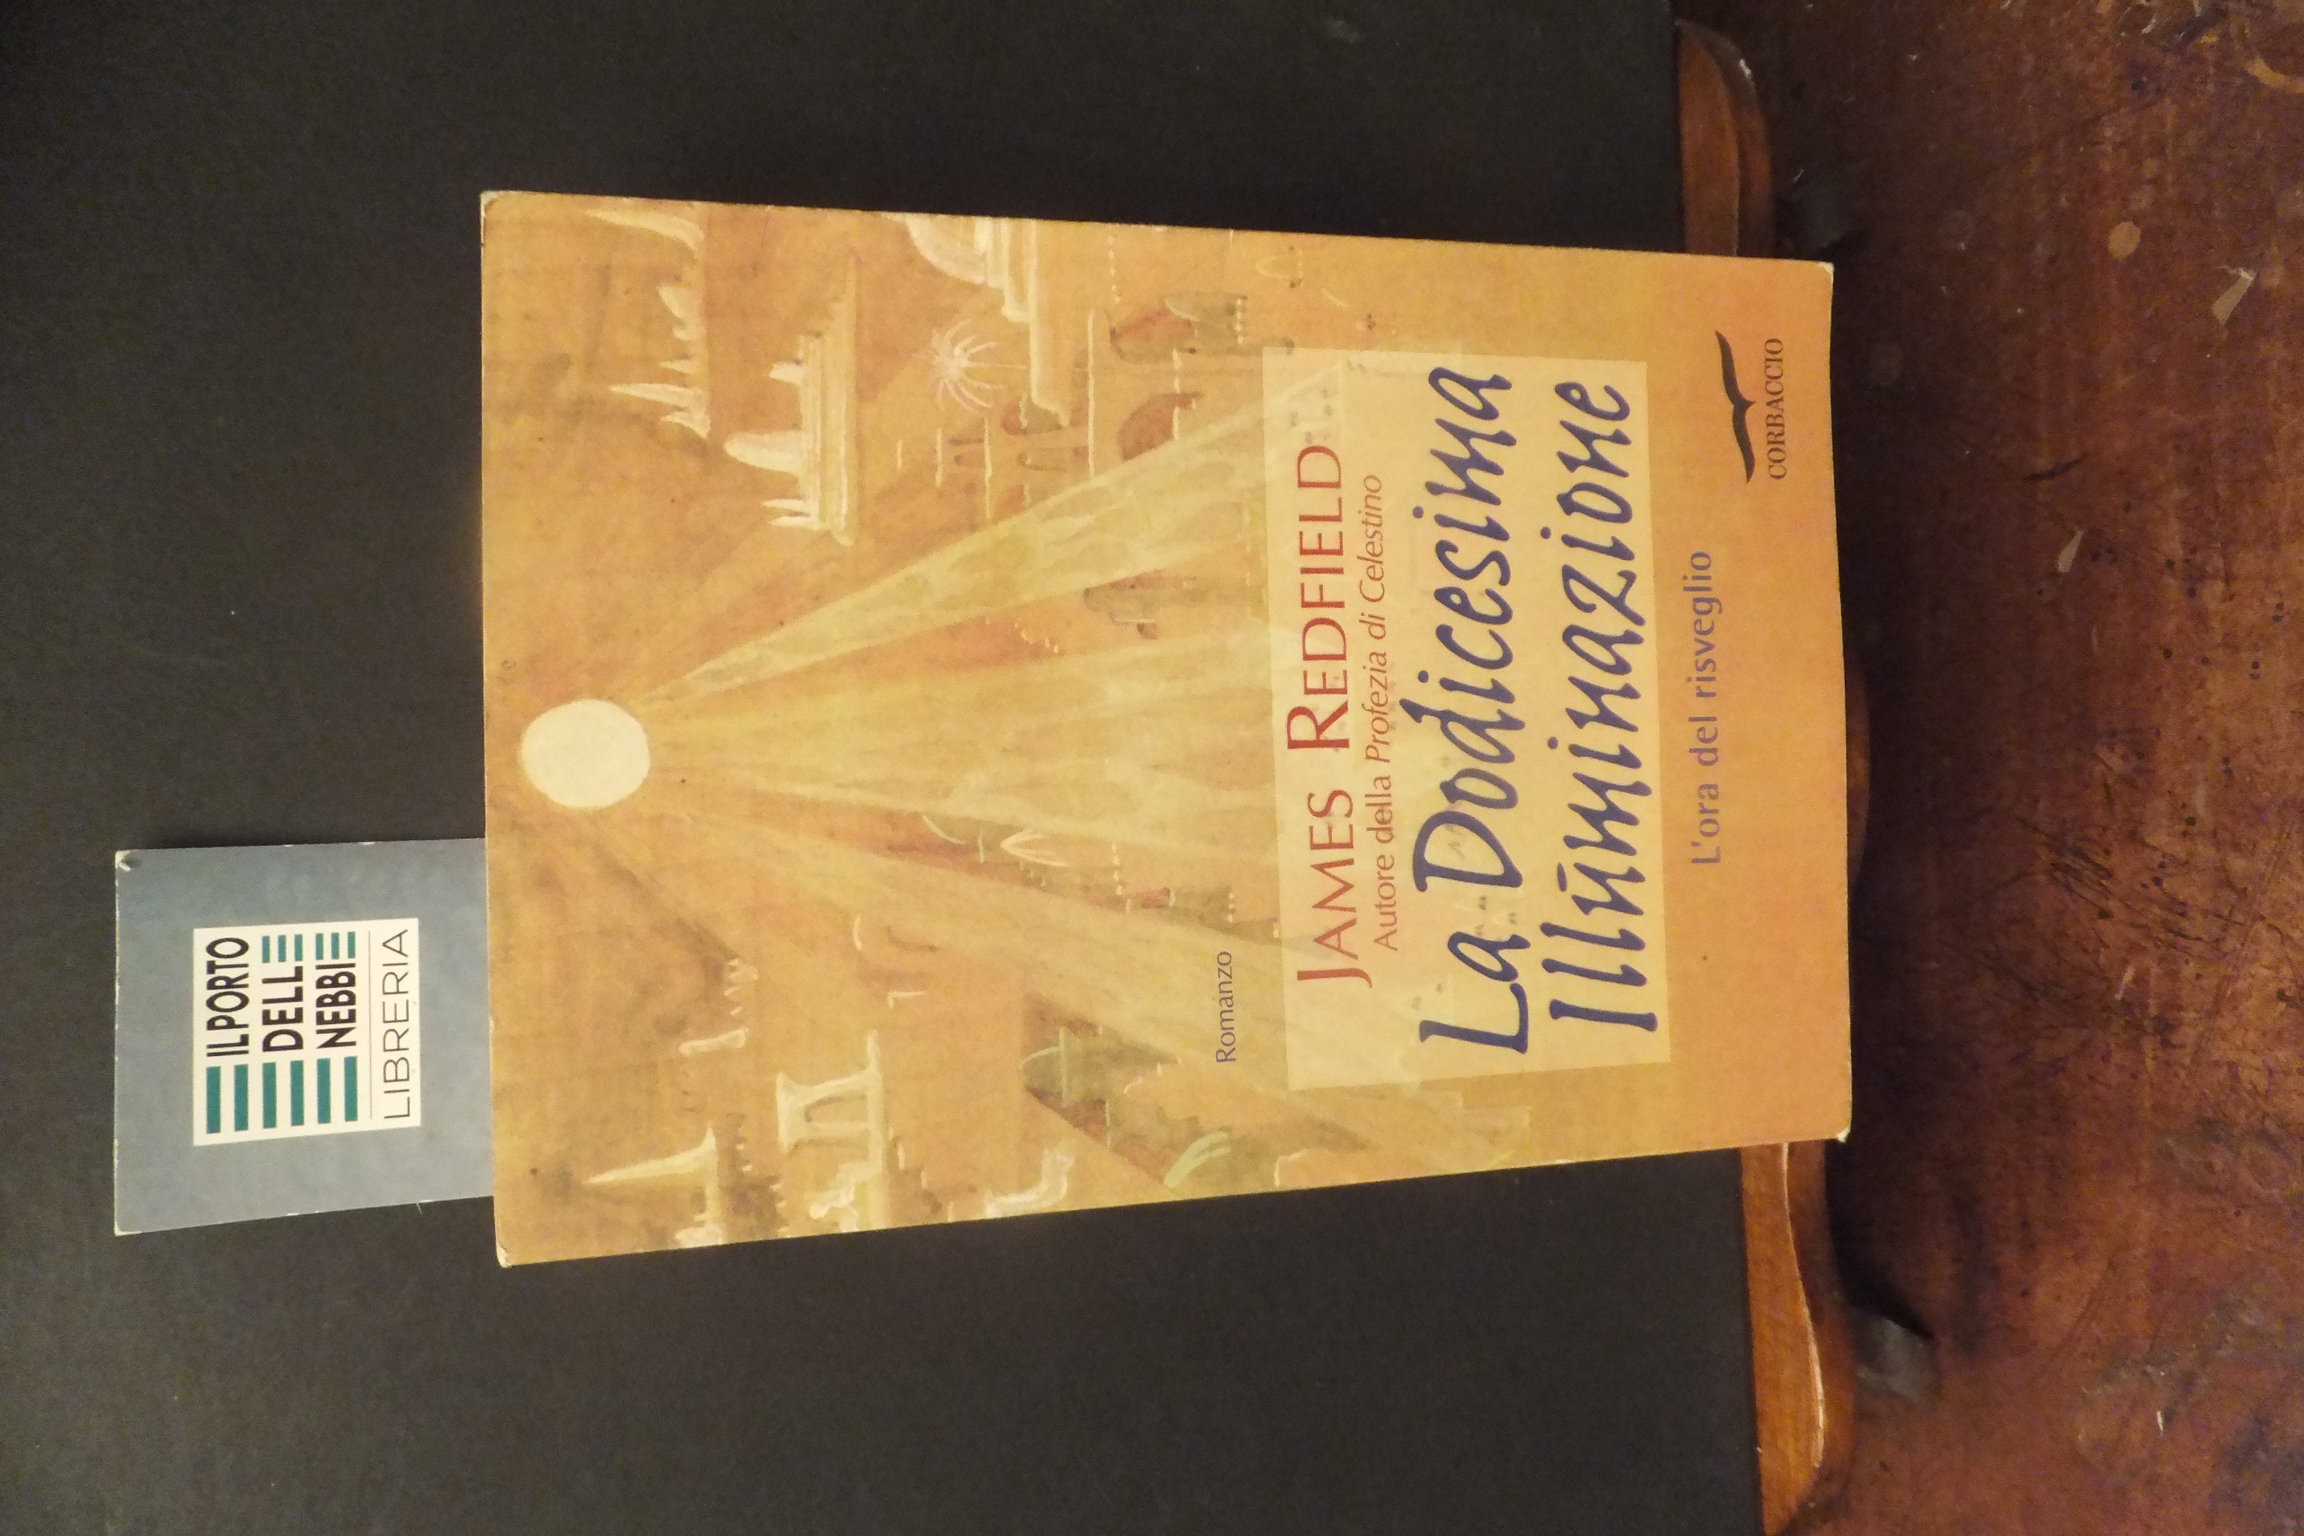 IL PORTO
DELLE
NEBBIE
LIBRERIA
Romanzo
JAMES REDFIELD
Autore della Profezia di Celestino
La Dodicesima
Illuminazione
L'ora del risveglio
CORBACCIO